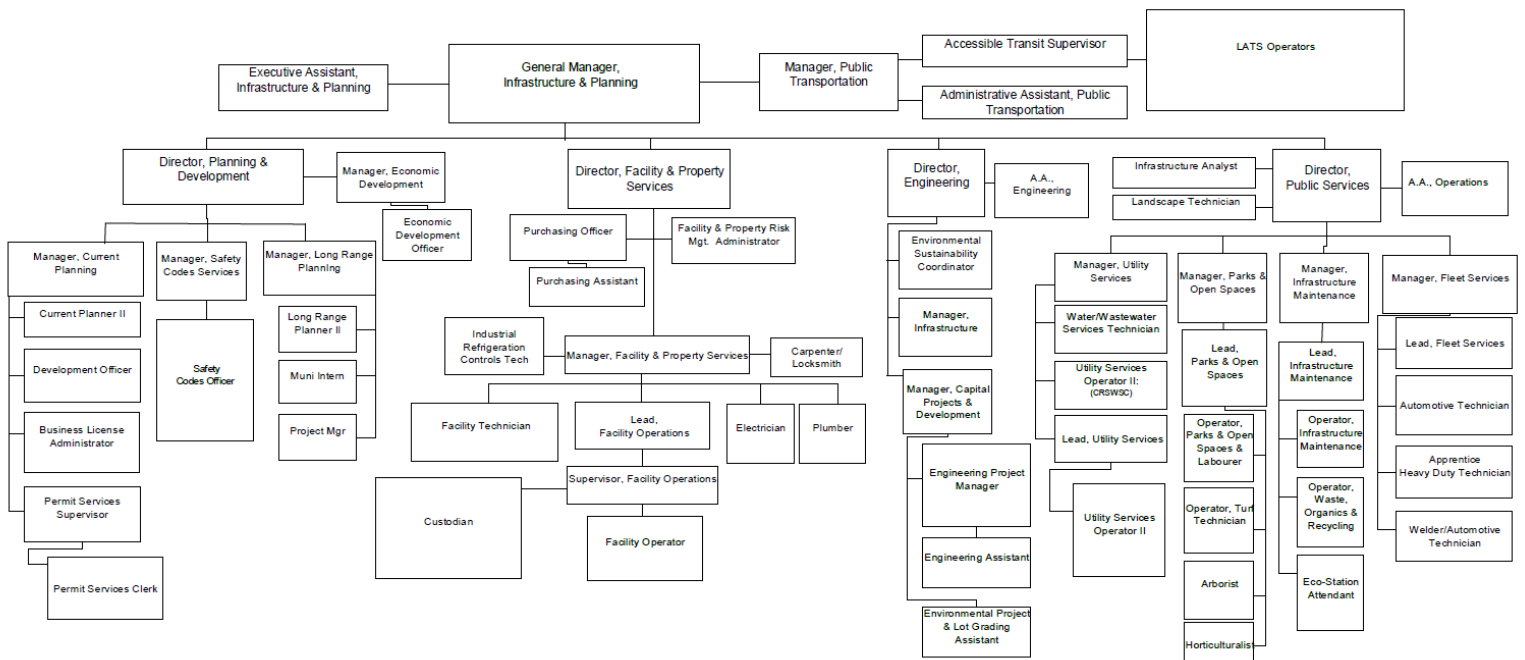 General Manager,
Infrastructure & Planning
Executive Assistant,
Infrastructure & Planning
Manager, Public
Transportation
Accessible Transit Supervisor
Administrative Assistant, Public
Transportation
LATS Operators
Director, Planning &
Development
Manager, Economic
Development
Economic
Development
Officer
Manager, Current
Planning
Manager, Safety
Codes Services
Manager, Long Range
Planning
Current Planner II
Development Officer
Business License
Administrator
Permit Services
Supervisor
Permit Services Clerk
Safety
Codes Officer
Long Range
Planner II
Muni Intern
Project Mgr
Director, Facility & Property
Services
Purchasing Officer
Facility & Property Risk
Mgt. Administrator
Purchasing Assistant
Industrial
Refrigeration
Controls Tech
Manager, Facility & Property Services
Carpenter/
Locksmith
Facility Technician
Lead,
Facility Operations
Electrician
Plumber
Supervisor, Facility Operations
Custodian
Facility Operator
Director,
Engineering
A.A.,
Engineering
Environmental
Sustainability
Coordinator
Manager,
Infrastructure
Manager, Capital
Projects &
Development
Engineering Project
Manager
Engineering Assistant
Environmental Project
& Lot Grading
Assistant
Infrastructure Analyst
Landscape Technician
Director,
Public Services
A.A., Operations
Manager, Utility
Services
Water/Wastewater
Services Technician
Utility Services
Operator II:
(CRSWSC)
Lead, Utility Services
Utility Services
Operator II
Manager, Parks &
Open Spaces
Lead,
Parks & Open
Spaces
Operator,
Parks & Open
Spaces &
Labourer
Operator, Turf
Technician
Arborist
Horticulturalist
Manager,
Infrastructure
Maintenance
Lead,
Infrastructure
Maintenance
Operator,
Infrastructure
Maintenance
Operator,
Waste,
Organics &
Recycling
Eco-Station
Attendant
Manager, Fleet Services
Lead, Fleet Services
Automotive Technician
Apprentice
Heavy Duty Technician
Welder/Automotive
Technician